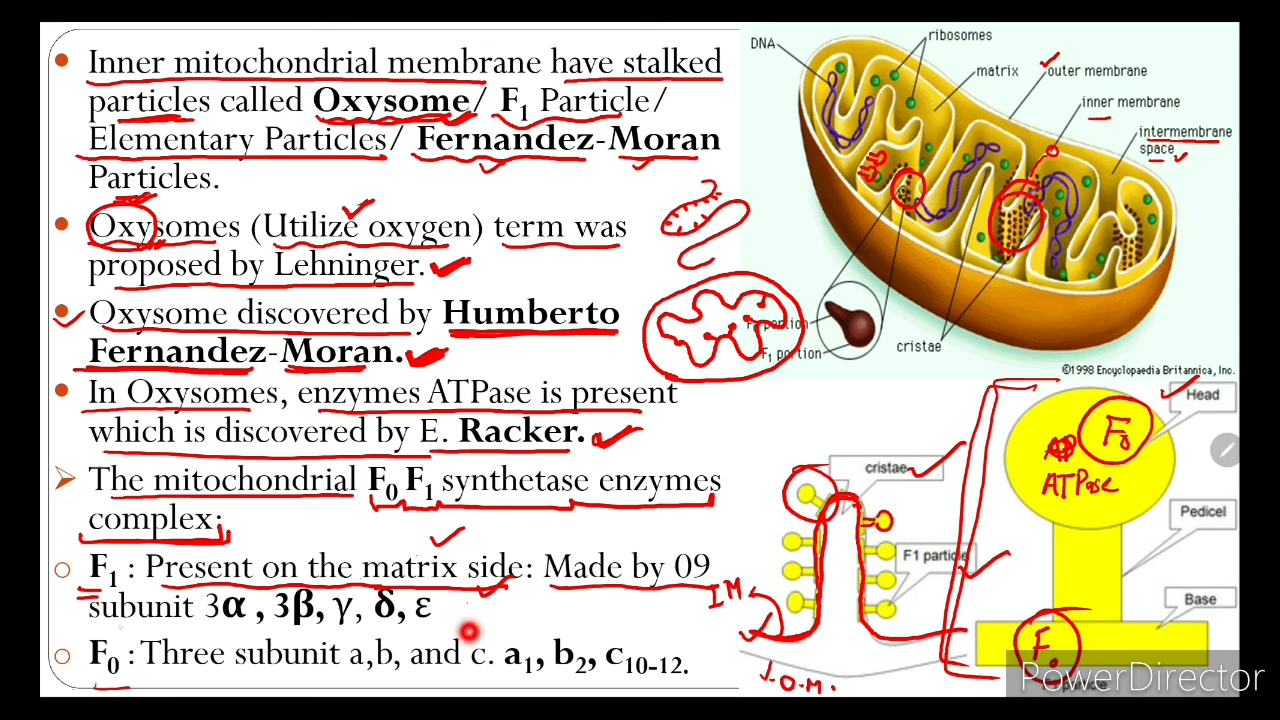 • Inner mitochondrial membrane have stalked
particles called Oxysome/ F₁ Particle/
Elementary Particles/ Fernandez-Moran
Particles.
• Oxysomes (Utilize oxygen) term was
proposed by Lehninger.
• Oxysome discovered by Humberto
Fernandez-Moran.
• In Oxysomes, enzymes ATPase is present
which is discovered by E. Racker.
➢ The mitochondrial F₀ F₁ synthetase enzymes
complex:
○ F₁ : Present on the matrix side: Made by 09
subunit 3α , 3β, γ, δ, ε
○ F₀ : Three subunit a,b, and c. a₁, b₂, c₁₀₋₁₂.
DNA
ribosomes
matrix
outer membrane
inner membrane
intermembrane
space
portion
F₁ portion
cristae
©1998 Encyclopaedia Britannica, Inc.
cristae
F1 particle
IM
O.M.
Head
F₀
ATPase
Pedicel
Base
F₀
PowerDirector